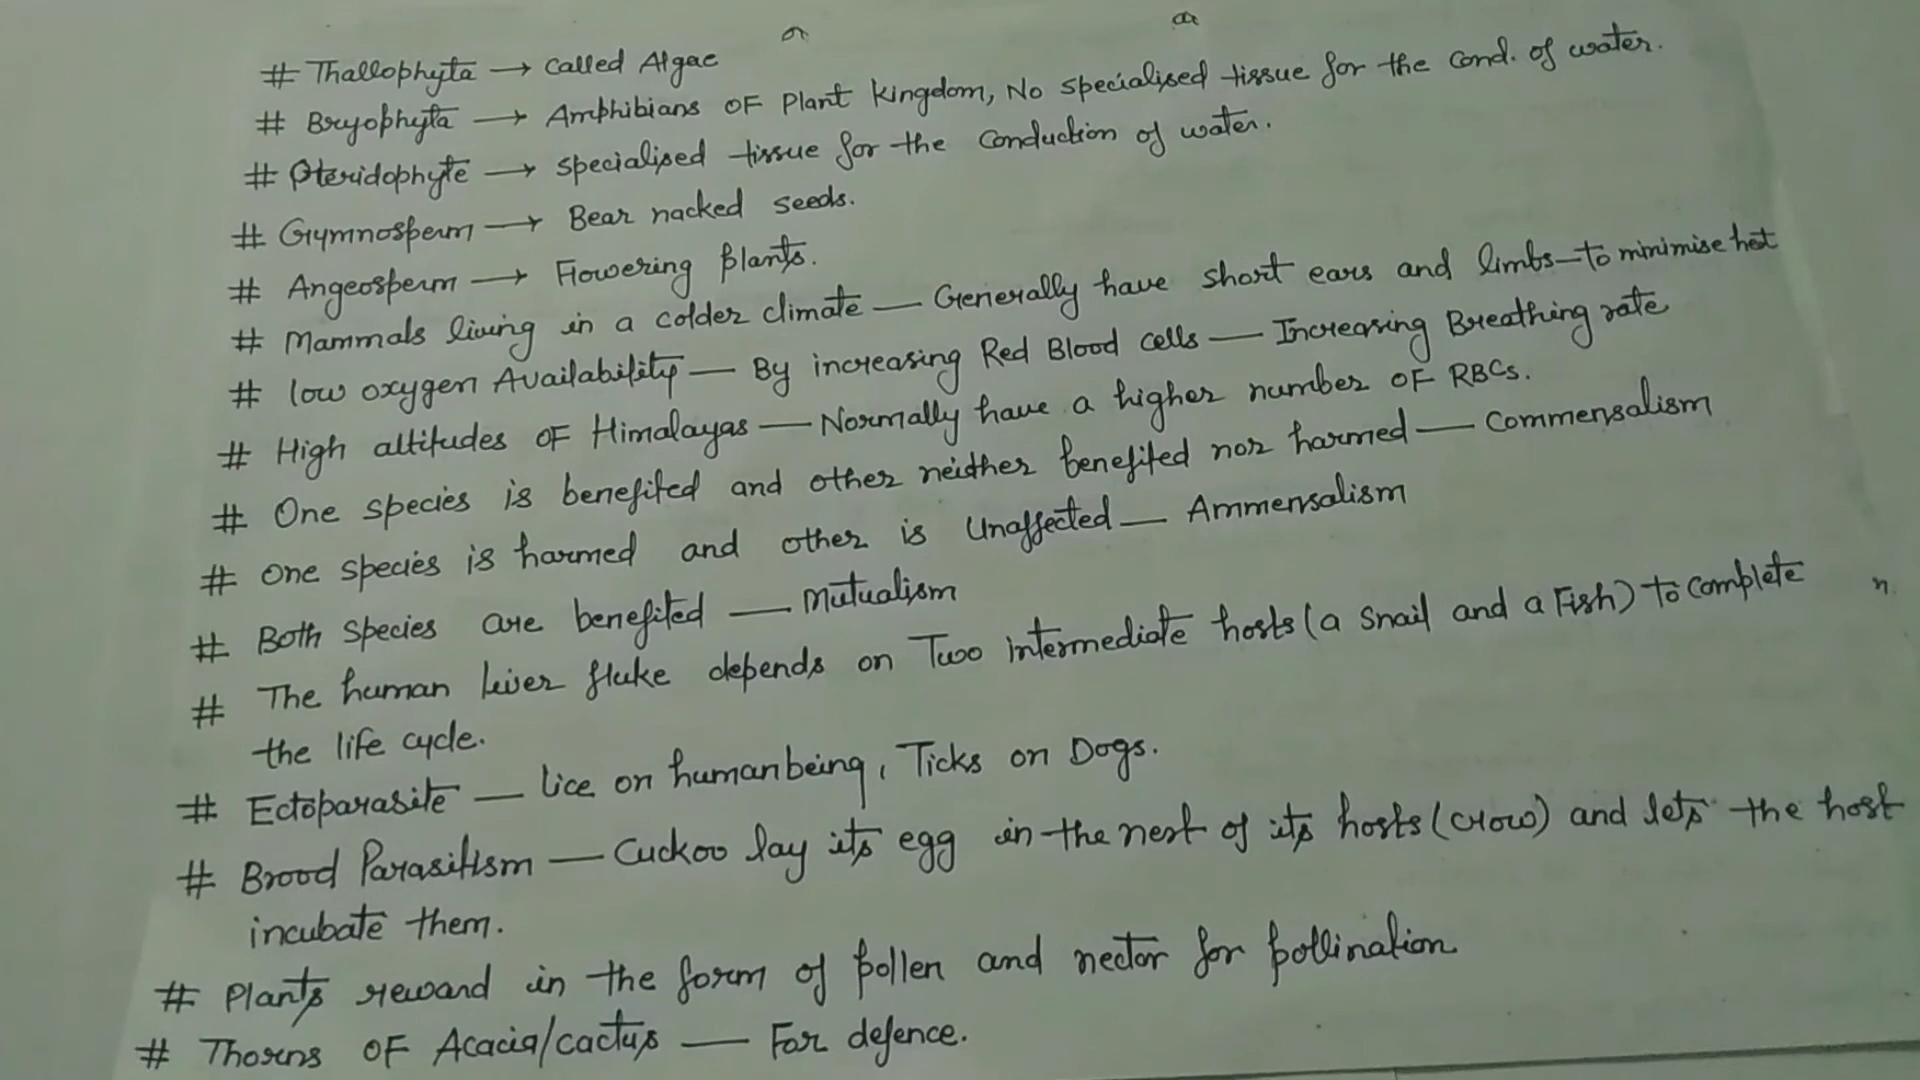 # Thallophyta → called Algae
# Bryophyta → Amphibians OF Plant kingdom, No specialised tissue for the cond. of water.
# Pteridophyte → specialised tissue for the conduction of water.
# Gymnosperm → Bear nacked seeds.
# Angeosperm → Flowering plants.
# Mammals living in a colder climate — Generally have short ears and limbs—to minimise het
# low oxygen Availability — By increasing Red Blood cells — Increasing Breathing rate
# High altitudes OF Himalayas — Normally have a higher number OF RBCs.
# One species is benefited and other neither benefited nor harmed — Commensalism
# One species is harmed and other is Unaffected — Ammensalism
# Both species are benefited — Mutualism
# The human liver fluke depends on Two intermediate hosts (a Snail and a Fish) to complete
the life cycle.
# Ectoparasite — lice on humanbeing, Ticks on Dogs.
# Brood Parasitism — Cuckoo lay its egg in the nest of its hosts (crow) and lets the host
incubate them.
# Plants reward in the form of pollen and nector for pollination
# Thorns OF Acacia/cactus — For defence.